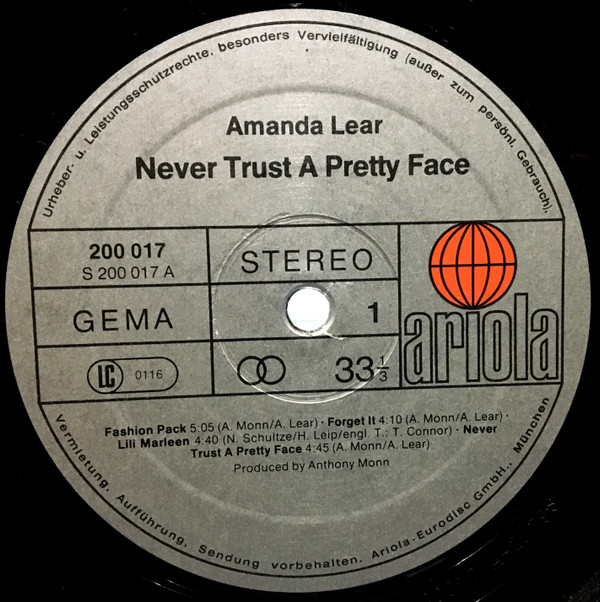 Urheber- u. Leistungsschutzrechte, besonders Vervielfältigung (außer zum persönl. Gebrauch),
Amanda Lear
Never Trust A Pretty Face
200 017
S 200 017 A
STEREO
GEMA
1
LC 0116
33 1/3
ariola
Fashion Pack 5:05 (A. Monn/A. Lear) · Forget It 4:10 (A. Monn/A. Lear) ·
Lili Marleen 4:40 (N. Schultze/H. Leip/engl. T.: T. Connor) · Never
Trust A Pretty Face 4:45 (A. Monn/A. Lear)
Produced by Anthony Monn
Vermietung, Aufführung, Sendung vorbehalten. Ariola-Eurodisc GmbH., München